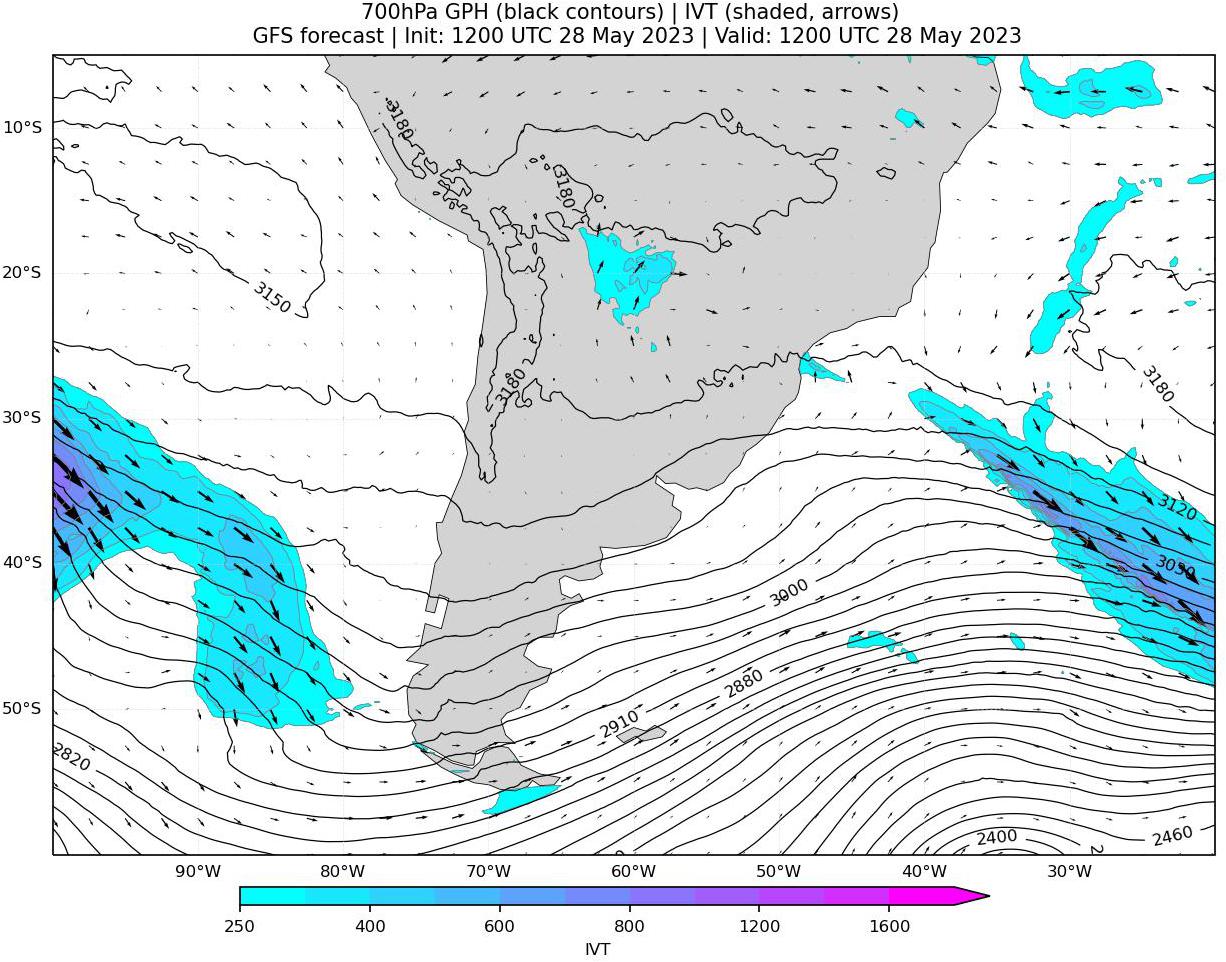 700hPa GPH (black contours) | IVT (shaded, arrows)
GFS forecast | Init: 1200 UTC 28 May 2023 | Valid: 1200 UTC 28 May 2023
3180
10°S
3180
3150
20°S
3180
3180
30°S
3120
3030
40°S
3000
2880
2910
50°S
2820
2400
2460
90°W 80°W 70°W 60°W 50°W 40°W 30°W
250 400 600 800 1200 1600
IVT